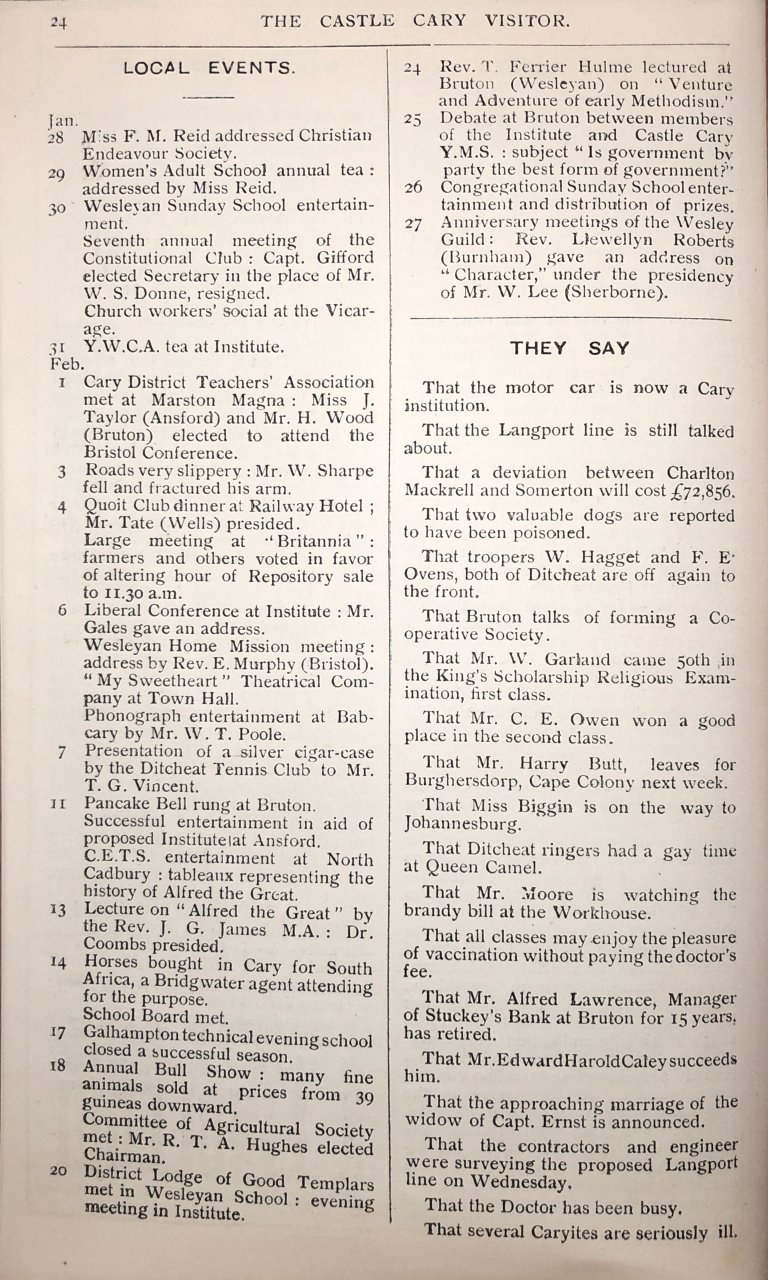 24 THE CASTLE CARY VISITOR.
LOCAL EVENTS.
Jan.
28 Miss F. M. Reid addressed Christian
Endeavour Society.
29 Women's Adult School annual tea :
addressed by Miss Reid.
30 Wesleyan Sunday School entertain-
ment.
Seventh annual meeting of the
Constitutional Club : Capt. Gifford
elected Secretary in the place of Mr.
W. S. Donne, resigned.
Church workers' social at the Vicar-
age.
31 Y.W.C.A. tea at Institute.
Feb.
1 Cary District Teachers' Association
met at Marston Magna : Miss J.
Taylor (Ansford) and Mr. H. Wood
(Bruton) elected to attend the
Bristol Conference.
3 Roads very slippery : Mr. W. Sharpe
fell and fractured his arm.
4 Quoit Club dinner at Railway Hotel ;
Mr. Tate (Wells) presided.
Large meeting at "Britannia" :
farmers and others voted in favor
of altering hour of Repository sale
to 11.30 a.m.
6 Liberal Conference at Institute : Mr.
Gales gave an address.
Wesleyan Home Mission meeting :
address by Rev. E. Murphy (Bristol).
"My Sweetheart" Theatrical Com-
pany at Town Hall.
Phonograph entertainment at Bab-
cary by Mr. W. T. Poole.
7 Presentation of a silver cigar-case
by the Ditcheat Tennis Club to Mr.
T. G. Vincent.
11 Pancake Bell rung at Bruton.
Successful entertainment in aid of
proposed Institute at Ansford.
C.E.T.S. entertainment at North
Cadbury : tableaux representing the
history of Alfred the Great.
13 Lecture on "Alfred the Great" by
the Rev. J. G. James M.A. : Dr.
Coombs presided.
14 Horses bought in Cary for South
Africa, a Bridgwater agent attending
for the purpose.
School Board met.
17 Galhampton technical evening school
closed a successful season.
18 Annual Bull Show : many fine
animals sold at prices from 39
guineas downward.
Committee of Agricultural Society
met : Mr. R. T. A. Hughes elected
Chairman.
20 District Lodge of Good Templars
met in Wesleyan School : evening
meeting in Institute.
24 Rev. T. Ferrier Hulme lectured at
Bruton (Wesleyan) on "Venture
and Adventure of early Methodism."
25 Debate at Bruton between members
of the Institute and Castle Cary
Y.M.S. : subject "Is government by
party the best form of government?"
26 Congregational Sunday School enter-
tainment and distribution of prizes.
27 Anniversary meetings of the Wesley
Guild : Rev. Llewellyn Roberts
(Burnham) gave an address on
"Character," under the presidency
of Mr. W. Lee (Sherborne).
THEY SAY
That the motor car is now a Cary
institution.
That the Langport line is still talked
about.
That a deviation between Charlton
Mackrell and Somerton will cost £72,856.
That two valuable dogs are reported
to have been poisoned.
That troopers W. Hagget and F. E.
Ovens, both of Ditcheat are off again to
the front.
That Bruton talks of forming a Co-
operative Society.
That Mr. W. Garland came 50th in
the King's Scholarship Religious Exam-
ination, first class.
That Mr. C. E. Owen won a good
place in the second class.
That Mr. Harry Butt, leaves for
Burghersdorp, Cape Colony next week.
That Miss Biggin is on the way to
Johannesburg.
That Ditcheat ringers had a gay time
at Queen Camel.
That Mr. Moore is watching the
brandy bill at the Workhouse.
That all classes may enjoy the pleasure
of vaccination without paying the doctor's
fee.
That Mr. Alfred Lawrence, Manager
of Stuckey's Bank at Bruton for 15 years,
has retired.
That Mr. Edward Harold Caley succeeds
him.
That the approaching marriage of the
widow of Capt. Ernst is announced.
That the contractors and engineer
were surveying the proposed Langport
line on Wednesday.
That the Doctor has been busy.
That several Caryites are seriously ill.